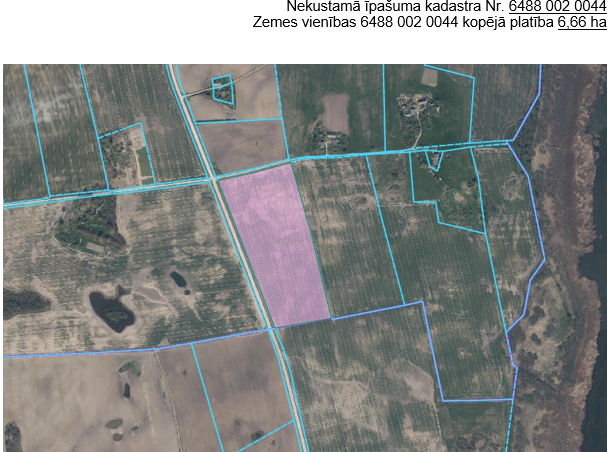 Nekustamā īpašuma kadastra Nr. 6488 002 0044
Zemes vienības 6488 002 0044 kopējā platība 6,66 ha